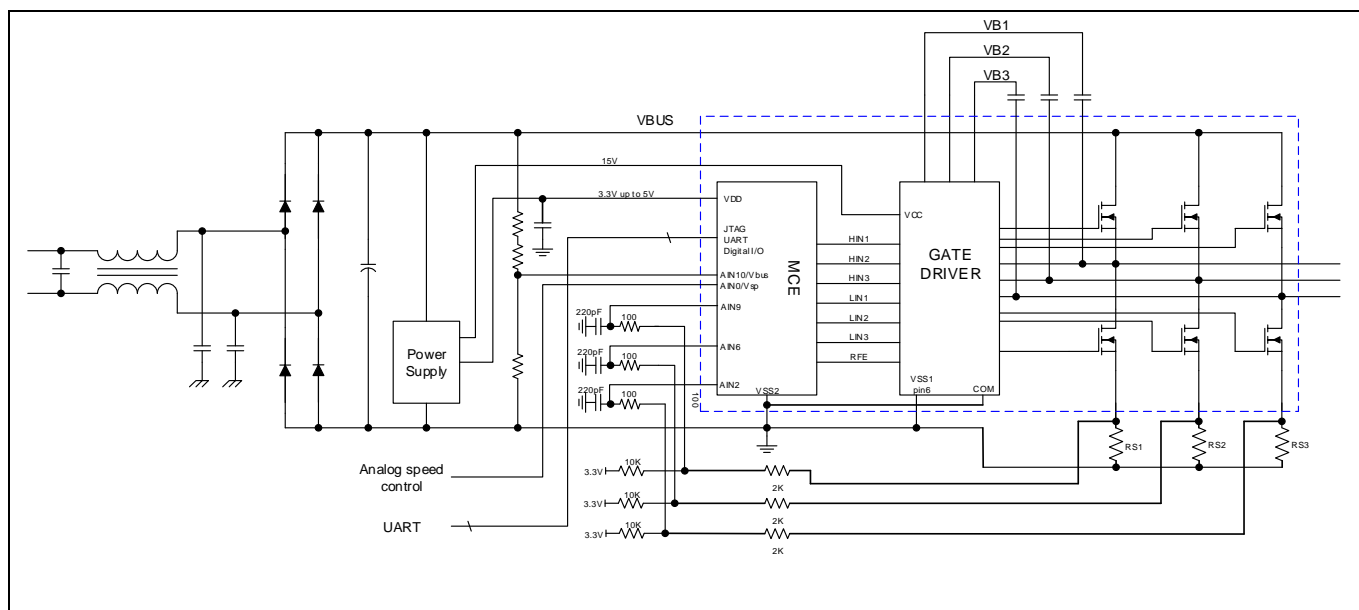 VB1
VB2
VB3
VBUS
15V
3.3V up to 5V
VDD
VCC
JTAG
UART
Digital I/O
HIN1
GATE
DRIVER
HIN2
MCE
AIN10/Vbus
HIN3
AIN0/Vsp
AIN9
LIN1
220pF
100
LIN2
AIN6
LIN3
220pF
100
Power
Supply
RFE
AIN2
VSS1
pin6
220pF
100
VSS2
COM
100
RS1
RS2
RS3
Analog speed
control
3.3V
10K
2K
3.3V
10K
2K
UART
3.3V
10K
2K